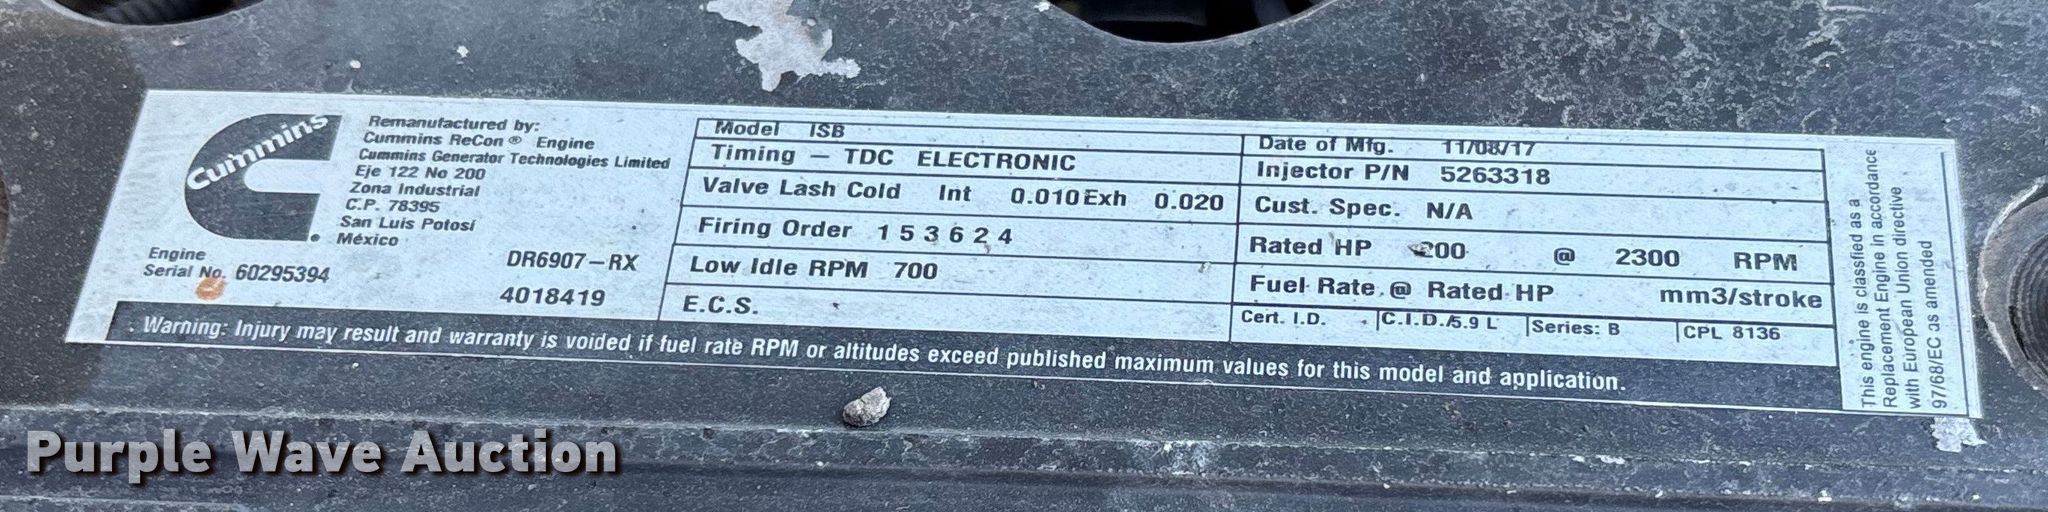 Cummins
Remanufactured by:
Cummins ReCon ® Engine
Cummins Generator Technologies Limited
Eje 122 No 200
Zona Industrial
C.P. 78395
San Luis Potosí
México
Engine
Serial No. 60295394
DR6907-RX
4018419
Model ISB
Timing - TDC ELECTRONIC
Valve Lash Cold Int 0.010 Exh 0.020
Firing Order 1 5 3 6 2 4
Low Idle RPM 700
E.C.S.
Date of Mfg. 11/08/17
Injector P/N 5263318
Cust. Spec. N/A
Rated HP 200 @ 2300 RPM
Fuel Rate @ Rated HP mm3/stroke
Cert. I.D. C.I.D./5.9 L Series: B CPL 8136
This engine is classfied as a
Replacement Engine in accordance
with European Union directive
97/68/EC as amended
Warning: Injury may result and warranty is voided if fuel rate RPM or altitudes exceed published maximum values for this model and application.
Purple Wave Auction